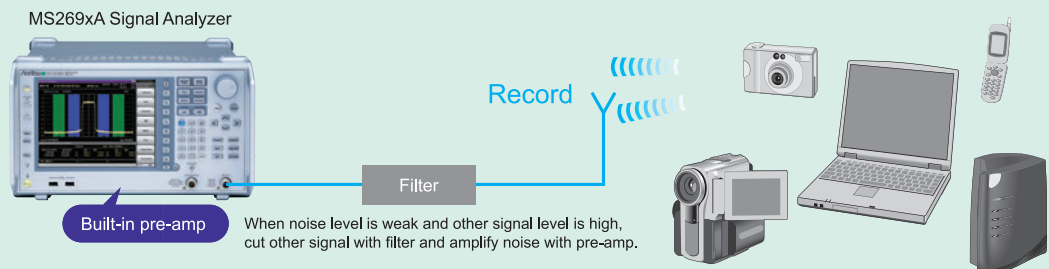 MS269xA Signal Analyzer
Record
Filter
Built-in pre-amp
When noise level is weak and other signal level is high,
cut other signal with filter and amplify noise with pre-amp.